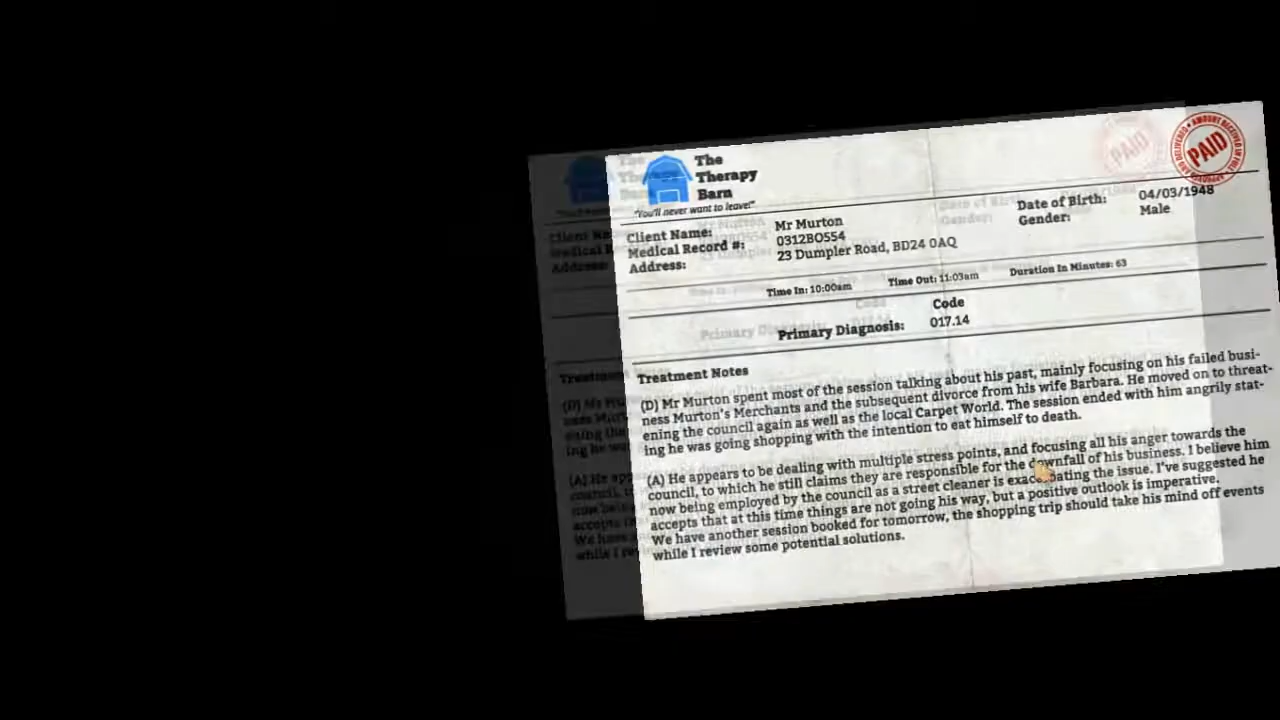 The
Therapy
Barn
"You'll never want to leave!"
PAID
AMOUNT RECEIVED IN FULL
Client Name: Mr Murton
Medical Record #: 0312BO554
Address: 23 Dumpler Road, BD24 0AQ
Date of Birth: 04/03/1948
Gender: Male
Time In: 10:00am Time Out: 11:03am Duration In Minutes: 63
Code
Primary Diagnosis: 017.14
Treatment Notes
(D) Mr Murton spent most of the session talking about his past, mainly focusing on his failed busi-
ness Murton's Merchants and the subsequent divorce from his wife Barbara. He moved on to threat-
ening the council again as well as the local Carpet World. The session ended with him angrily stat-
ing he was going shopping with the intention to eat himself to death.
(A) He appears to be dealing with multiple stress points, and focusing all his anger towards the
council, to which he still claims they are responsible for the downfall of his business. I believe him
now being employed by the council as a street cleaner is exacerbating the issue. I've suggested he
accepts that at this time things are not going his way, but a positive outlook is imperative.
We have another session booked for tomorrow, the shopping trip should take his mind off events
while I review some potential solutions.